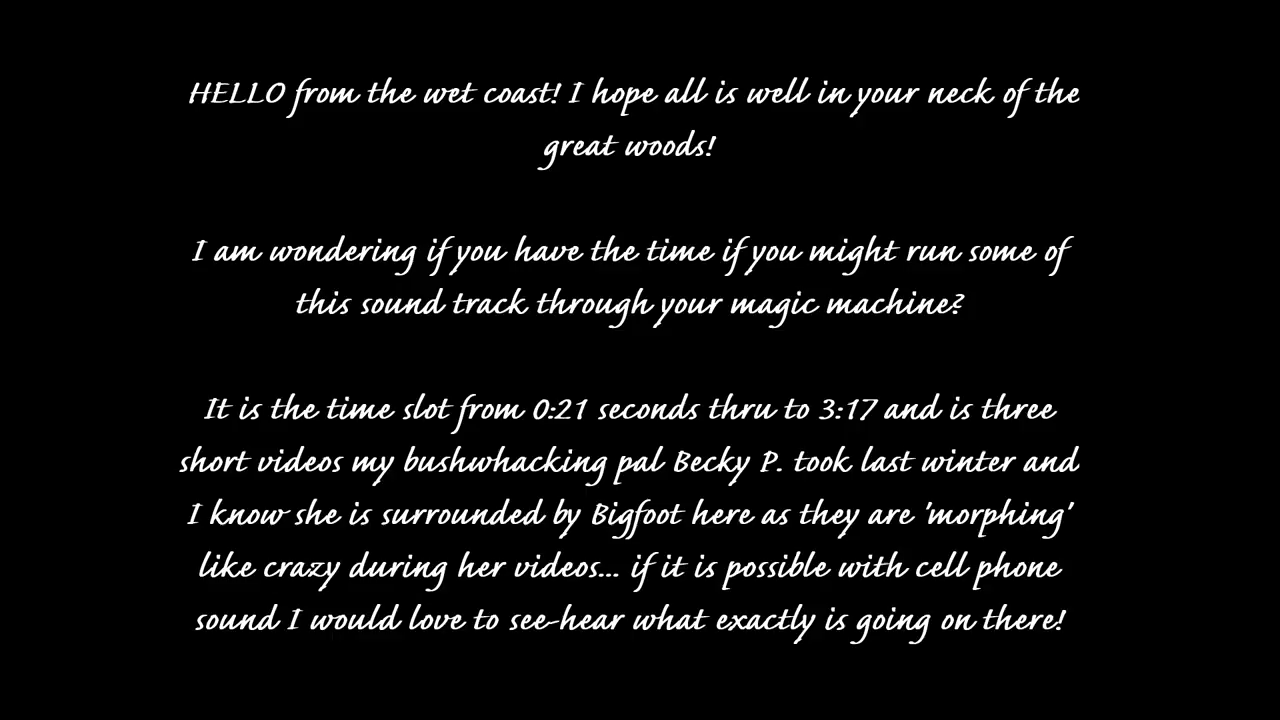 HELLO from the wet coast! I hope all is well in your neck of the
great woods!
I am wondering if you have the time if you might run some of
this sound track through your magic machine?
It is the time slot from 0:21 seconds thru to 3:17 and is three
short videos my bushwhacking pal Becky P. took last winter and
I know she is surrounded by Bigfoot here as they are 'morphing'
like crazy during her videos... if it is possible with cell phone
sound I would love to see-hear what exactly is going on there!